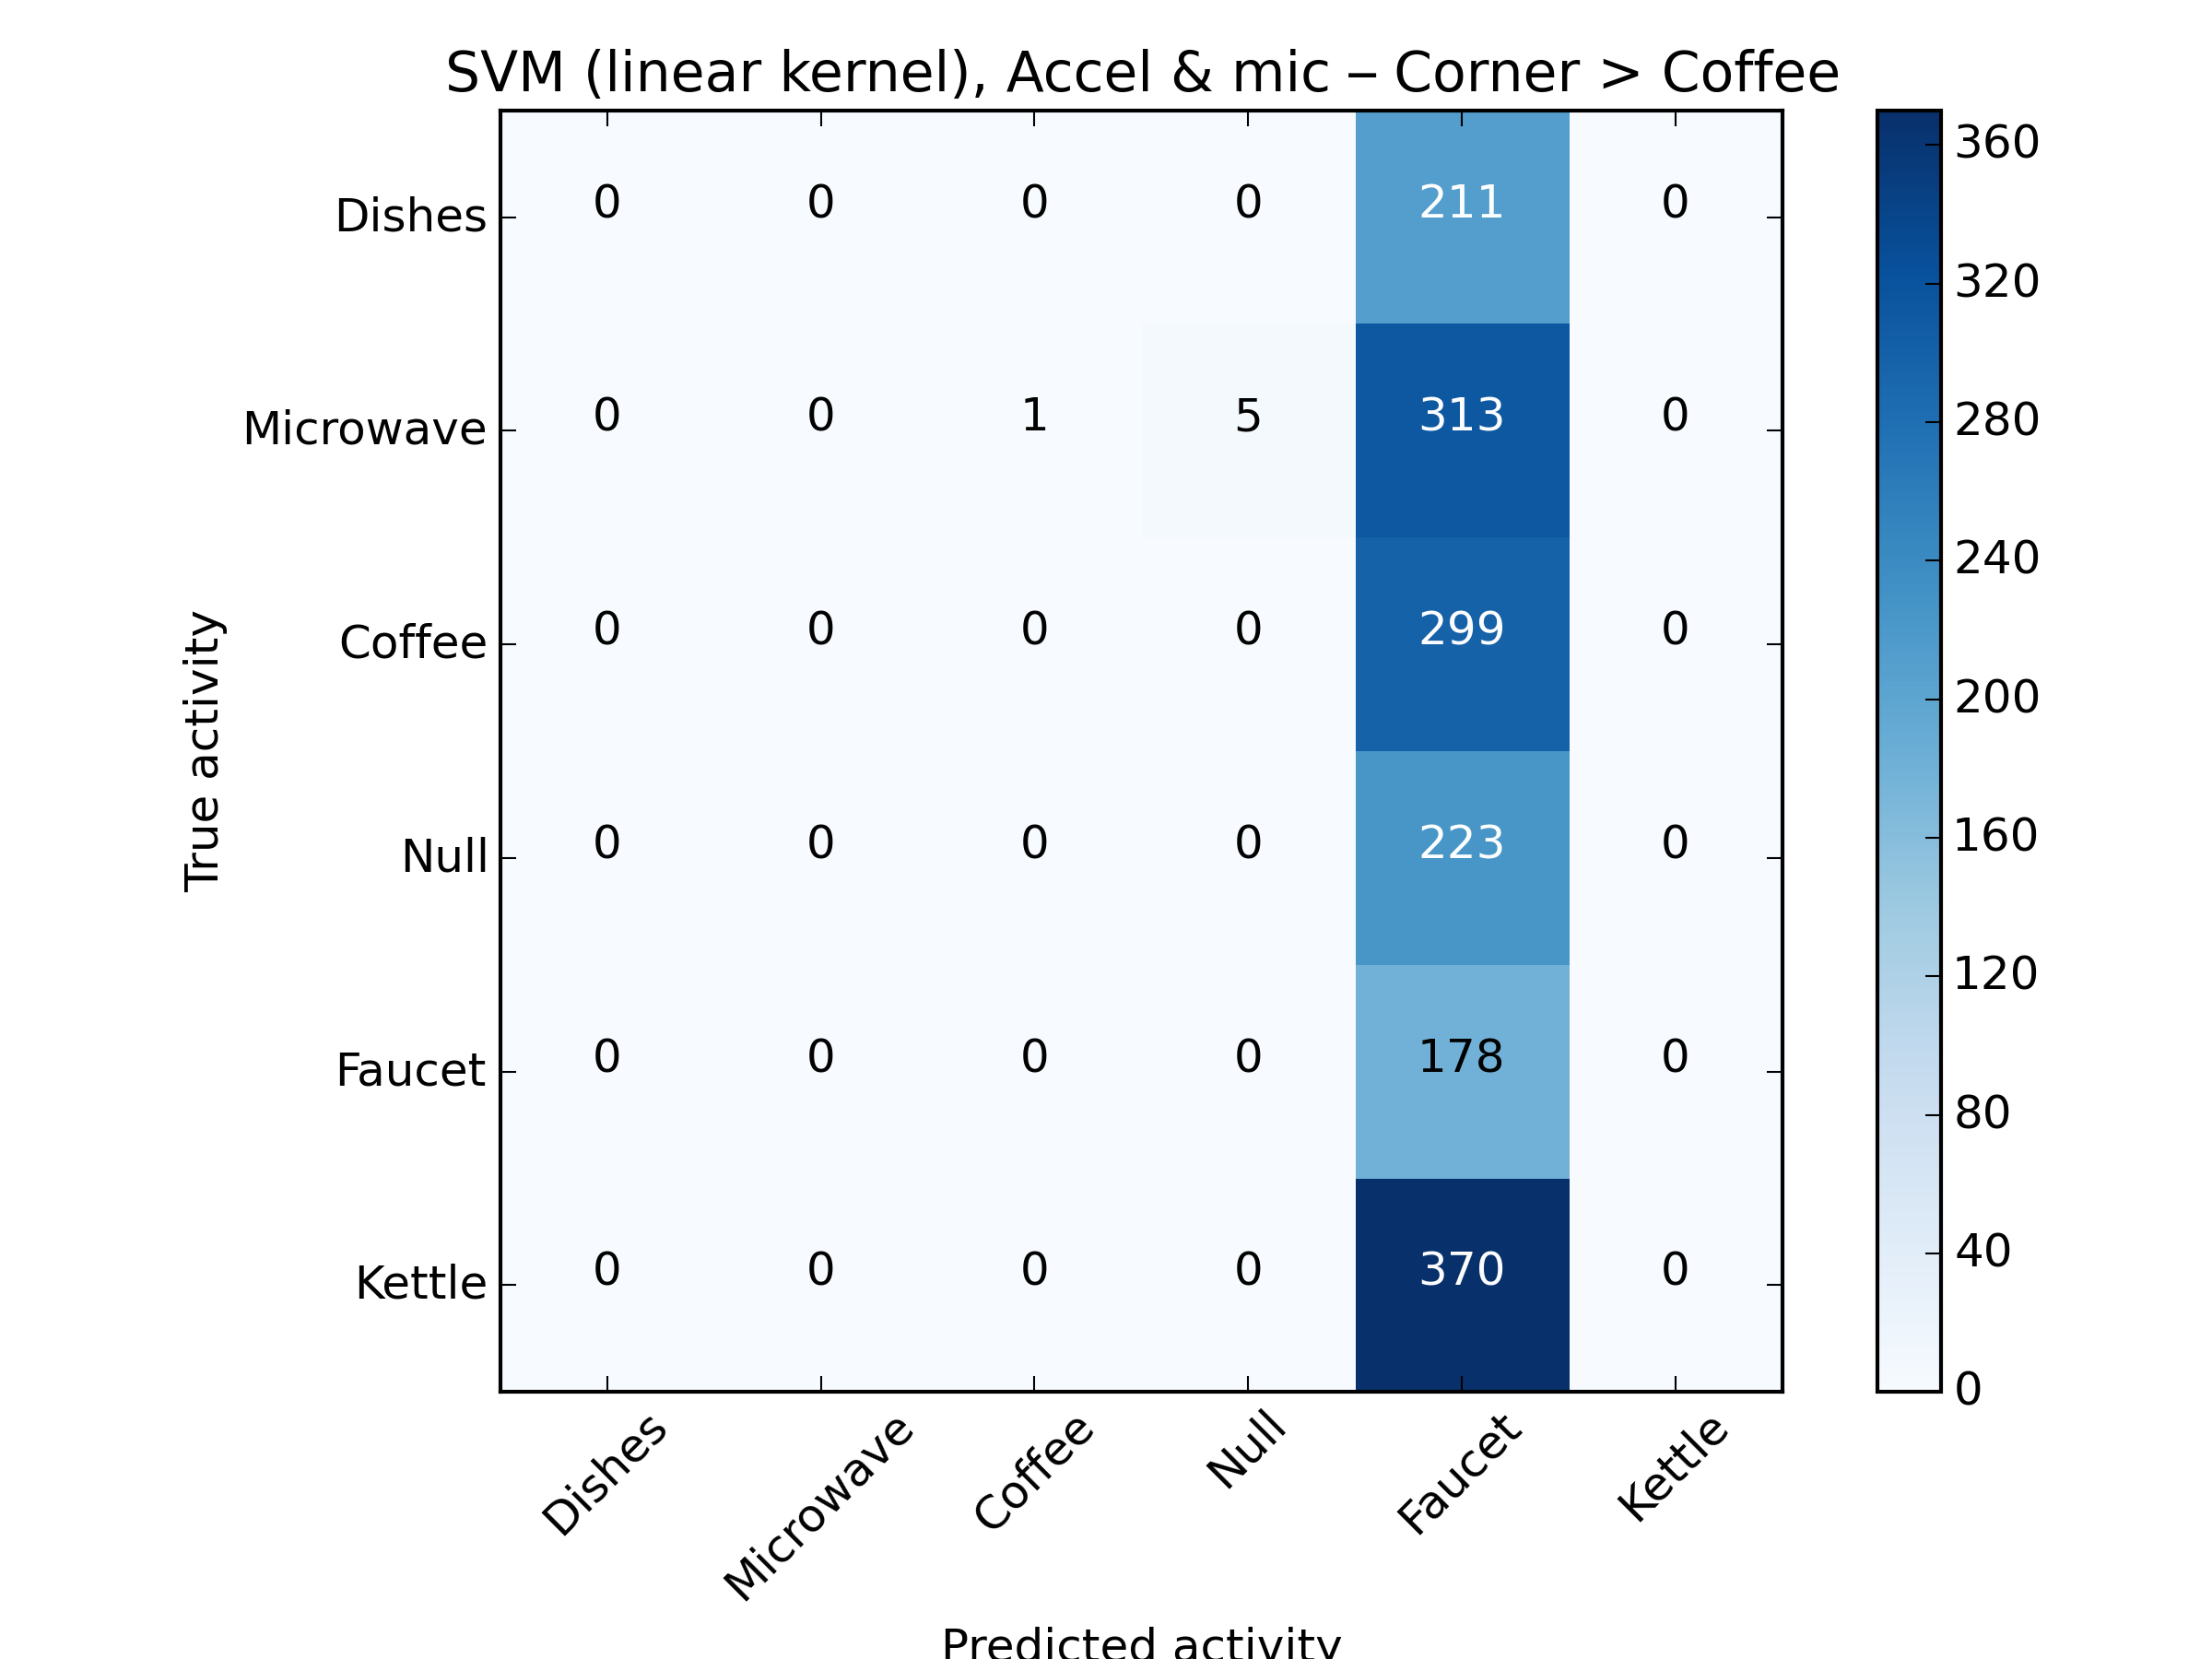 SVM (linear kernel), Accel & mic – Corner > Coffee
Dishes 0 0 0 0 211 0
Microwave 0 0 1 5 313 0
Coffee 0 0 0 0 299 0
Null 0 0 0 0 223 0
Faucet 0 0 0 0 178 0
Kettle 0 0 0 0 370 0
True activity
Dishes Microwave Coffee Null Faucet Kettle
Predicted activity
360
320
280
240
200
160
120
80
40
0